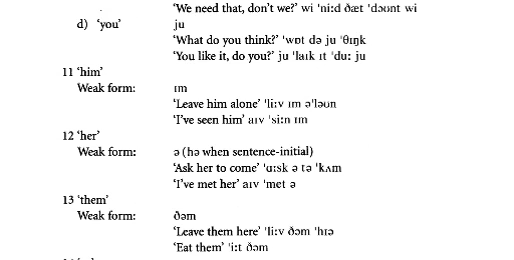 ‘We need that, don’t we?’ wi ˈniːd ðæt ˈdəʊnt wi
d) ‘you’ ju
‘What do you think?’ ˈwɒt də ju ˈθɪŋk
‘You like it, do you?’ ju ˈlaɪk ɪt ˈduː ju
11 ‘him’
Weak form: ɪm
‘Leave him alone’ ˈliːv ɪm əˈləʊn
‘I’ve seen him’ aɪv ˈsiːn ɪm
12 ‘her’
Weak form: ə (hə when sentence-initial)
‘Ask her to come’ ˈɑːsk ə tə ˈkʌm
‘I’ve met her’ aɪv ˈmet ə
13 ‘them’
Weak form: ðəm
‘Leave them here’ ˈliːv ðəm ˈhɪə
‘Eat them’ ˈiːt ðəm